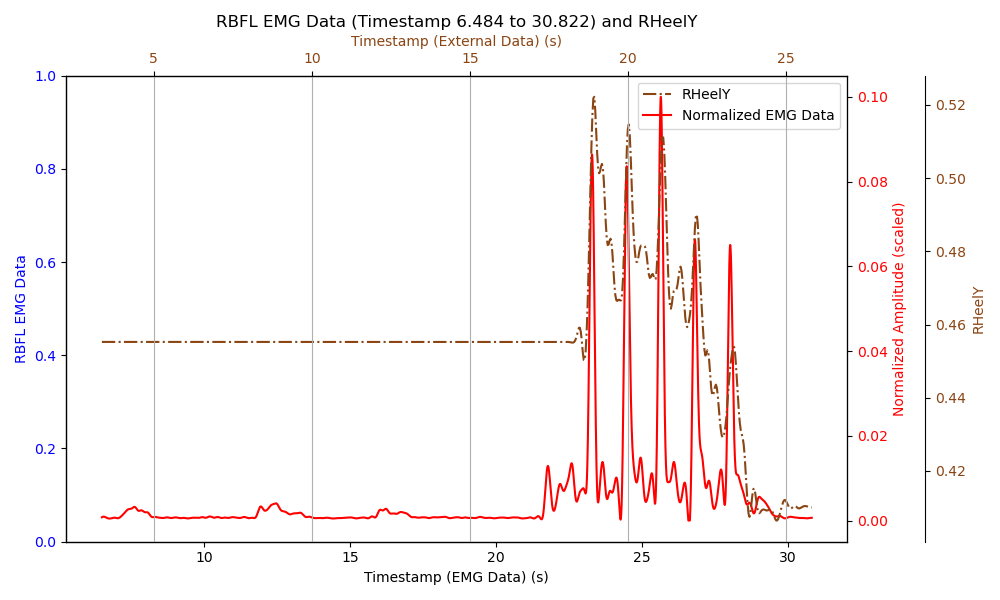 RBFL EMG Data (Timestamp 6.484 to 30.822) and RHeelY
Timestamp (External Data) (s)
5 10 15 20 25
RHeelY
Normalized EMG Data
1.0
0.8
0.6
0.4
0.2
0.0
RBFL EMG Data
0.10
0.08
0.06
0.04
0.02
0.00
Normalized Amplitude (scaled)
0.52
0.50
0.48
0.46
0.44
0.42
RHeelY
10 15 20 25 30
Timestamp (EMG Data) (s)